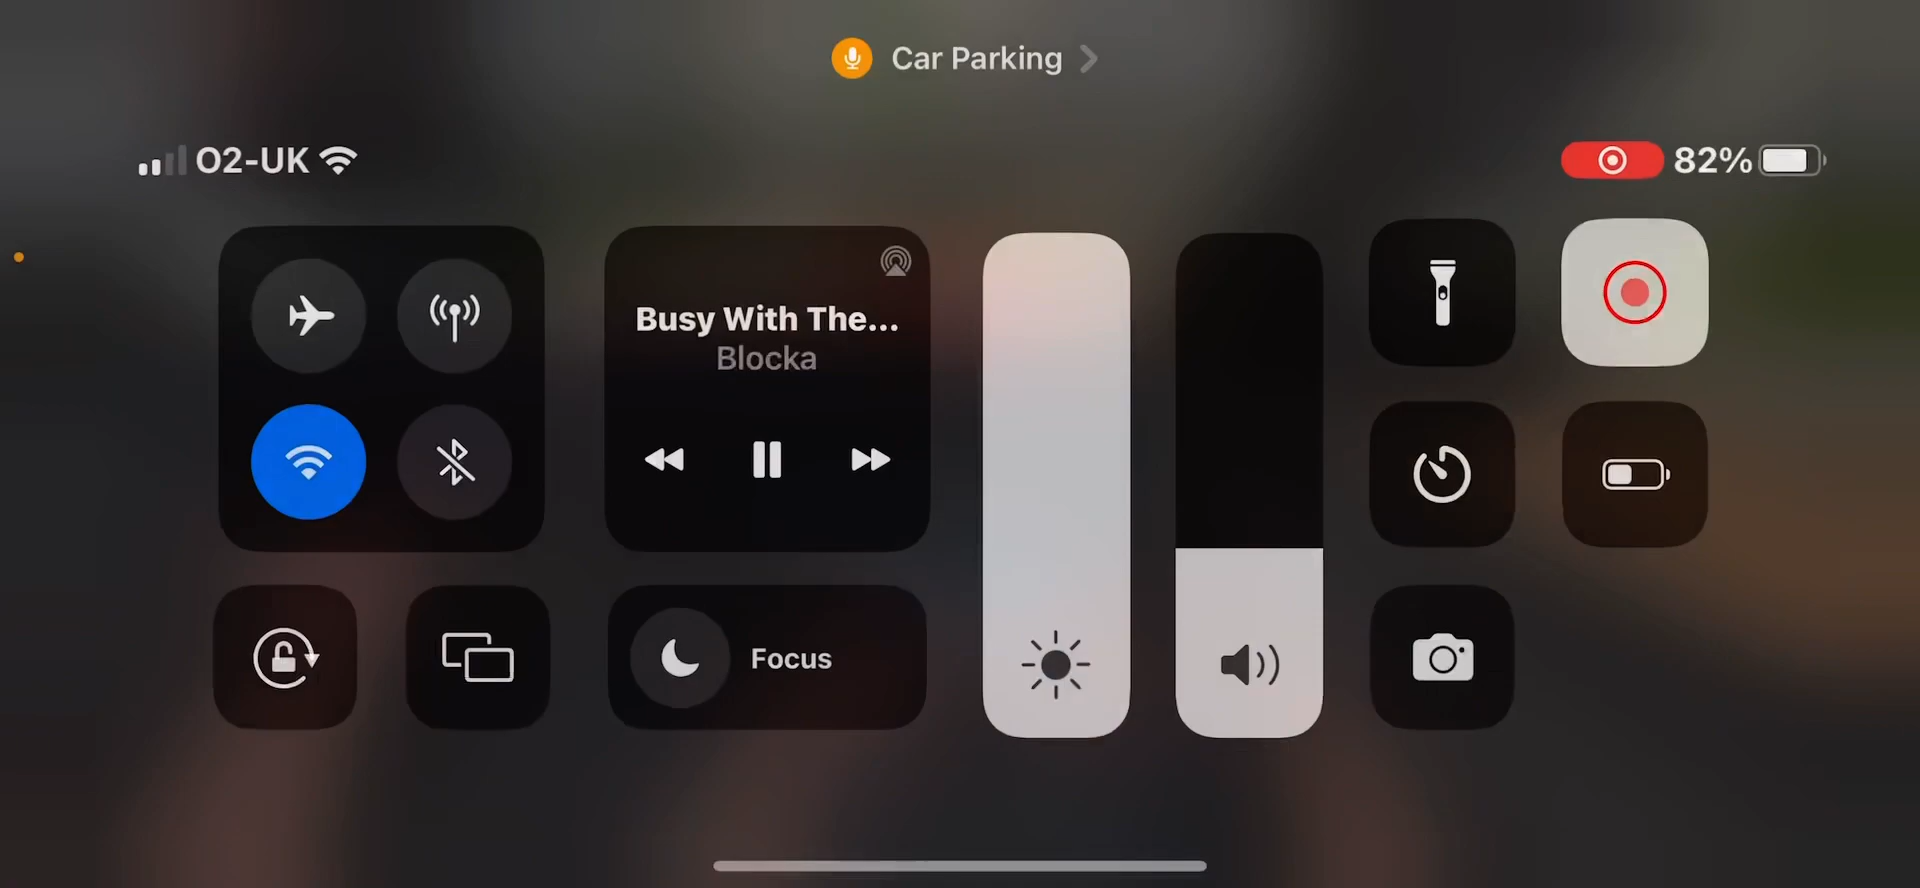 Car Parking
O2-UK
82%
Busy With The...
Blocka
Focus